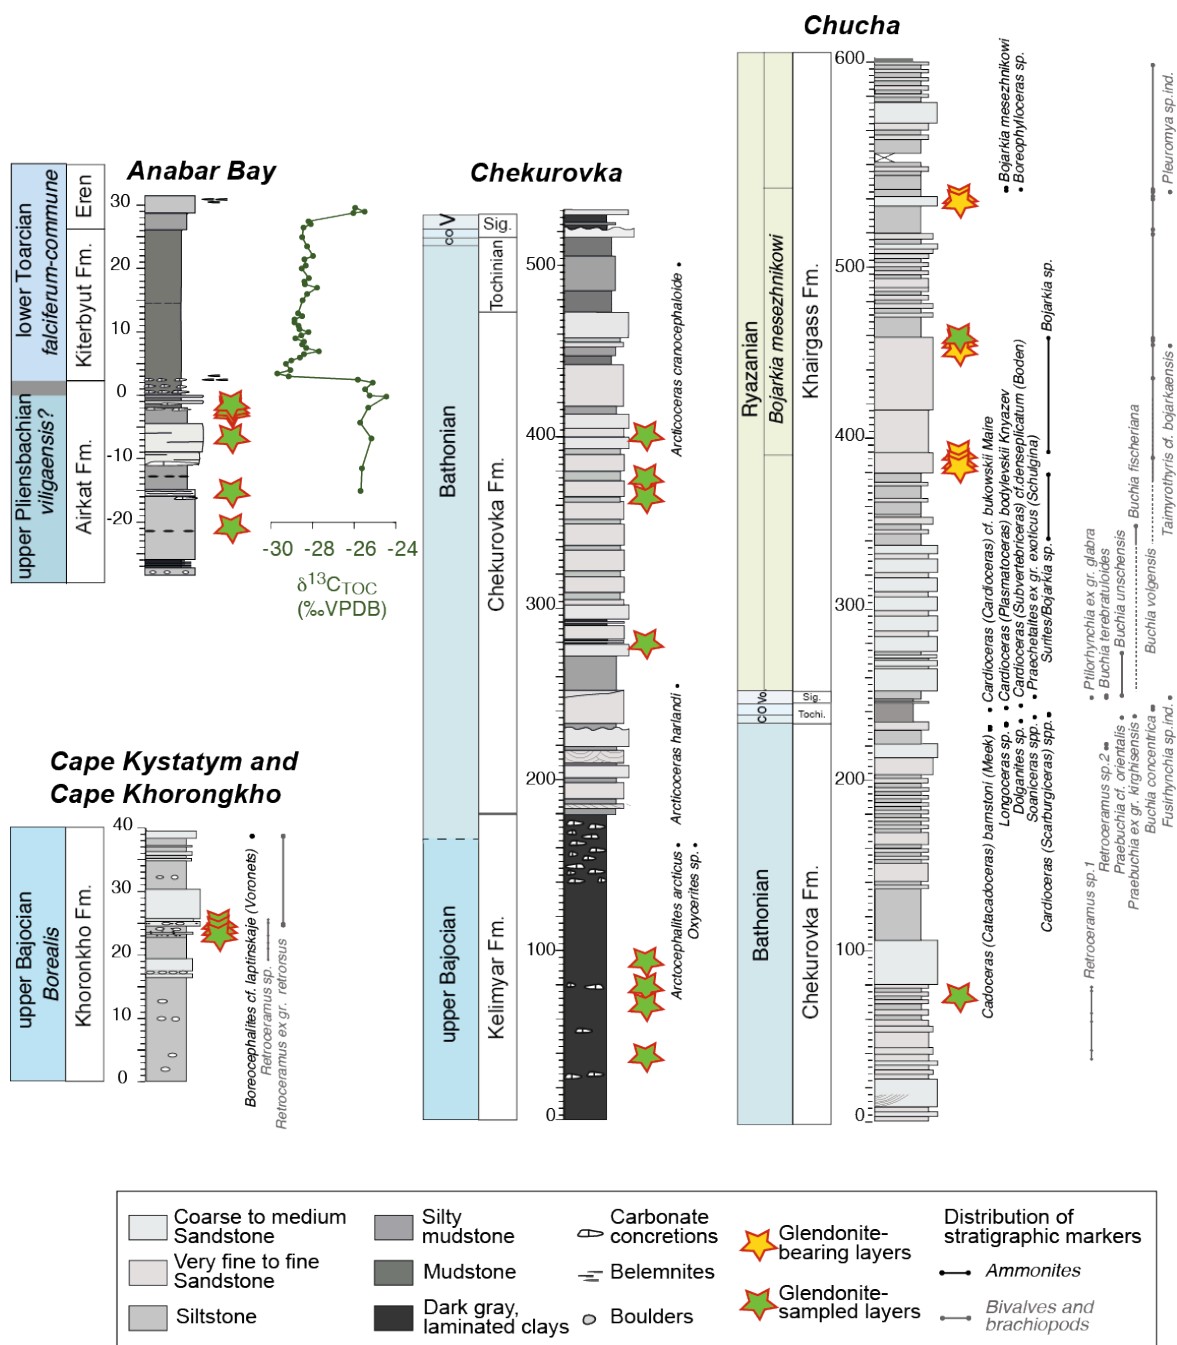 Chucha
600
500
400
300
200
100
0
Ryazanian
Bojarkia mesezhnikowi
Khairgass Fm.
Vo.
Sig.
CO
Tochi.
Bathonian
Chekurovka Fm.
Bojarkia mesezhnikowi
Boreophylloceras sp.
Bojarkia sp.
Surites/Bojarkia sp.
Cadoceras (Catacadoceras) barnstoni (Meek)
Cardioceras (Cardioceras) cf. bukowskii Maire
Longoceras sp.
Cardioceras (Plasmatoceras) bodylevskii Knyazev
Dolganites sp.
Cardioceras (Subvertebriceras) cf.denseplicatum (Boden)
Soaniceras spp.
Praechetaites ex gr. exoticus (Schulgina)
Cardioceras (Scarburgiceras) spp.
Retroceramus sp.1
Ptilorhynchia ex gr. glabra
Retroceramus sp.2
Buchia terebratuloides
Praebuchia cf. orientalis
Buchia unschensis
Praebuchia ex gr. kirghisensis
Buchia fischeriana
Buchia concentrica
Buchia volgensis
Fusirhynchia sp.ind.
Taimyrothyris cf. bojarkaensis
Pleuromya sp.ind.
Anabar Bay
lower Toarcian
falciferum-commune
upper Pliensbachian
viligaensis?
Eren
Kiterbyut Fm.
Airkat Fm.
30
20
10
0
-10
-20
-30
-28
-26
-24
δ13CTOC
(‰VPDB)
Chekurovka
V
CO
Bathonian
upper Bajocian
Sig.
Tochinian
Chekurovka Fm.
Kelimyar Fm.
500
400
300
200
100
0
Arcticoceras cranocephaloide
Arcticoceras harlandi
Arctocephalites arcticus
Oxycerites sp.
Cape Kystatym and
Cape Khorongkho
upper Bajocian
Borealis
Khoronkho Fm.
40
30
20
10
0
Boreocephalites cf. laptinskaje (Voronets)
Retroceramus sp.
Retroceramus ex gr. retrorsus
Coarse to medium
Sandstone
Very fine to fine
Sandstone
Siltstone
Silty
mudstone
Mudstone
Dark gray,
laminated clays
Carbonate
concretions
Belemnites
Boulders
Glendonite-
bearing layers
Glendonite-
sampled layers
Distribution of
stratigraphic markers
Ammonites
Bivalves and
brachiopods